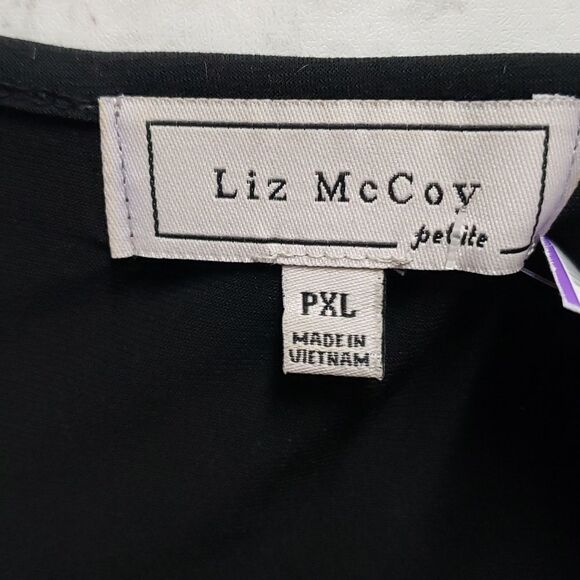 Liz McCoy
petite
PXL
MADE IN
VIETNAM